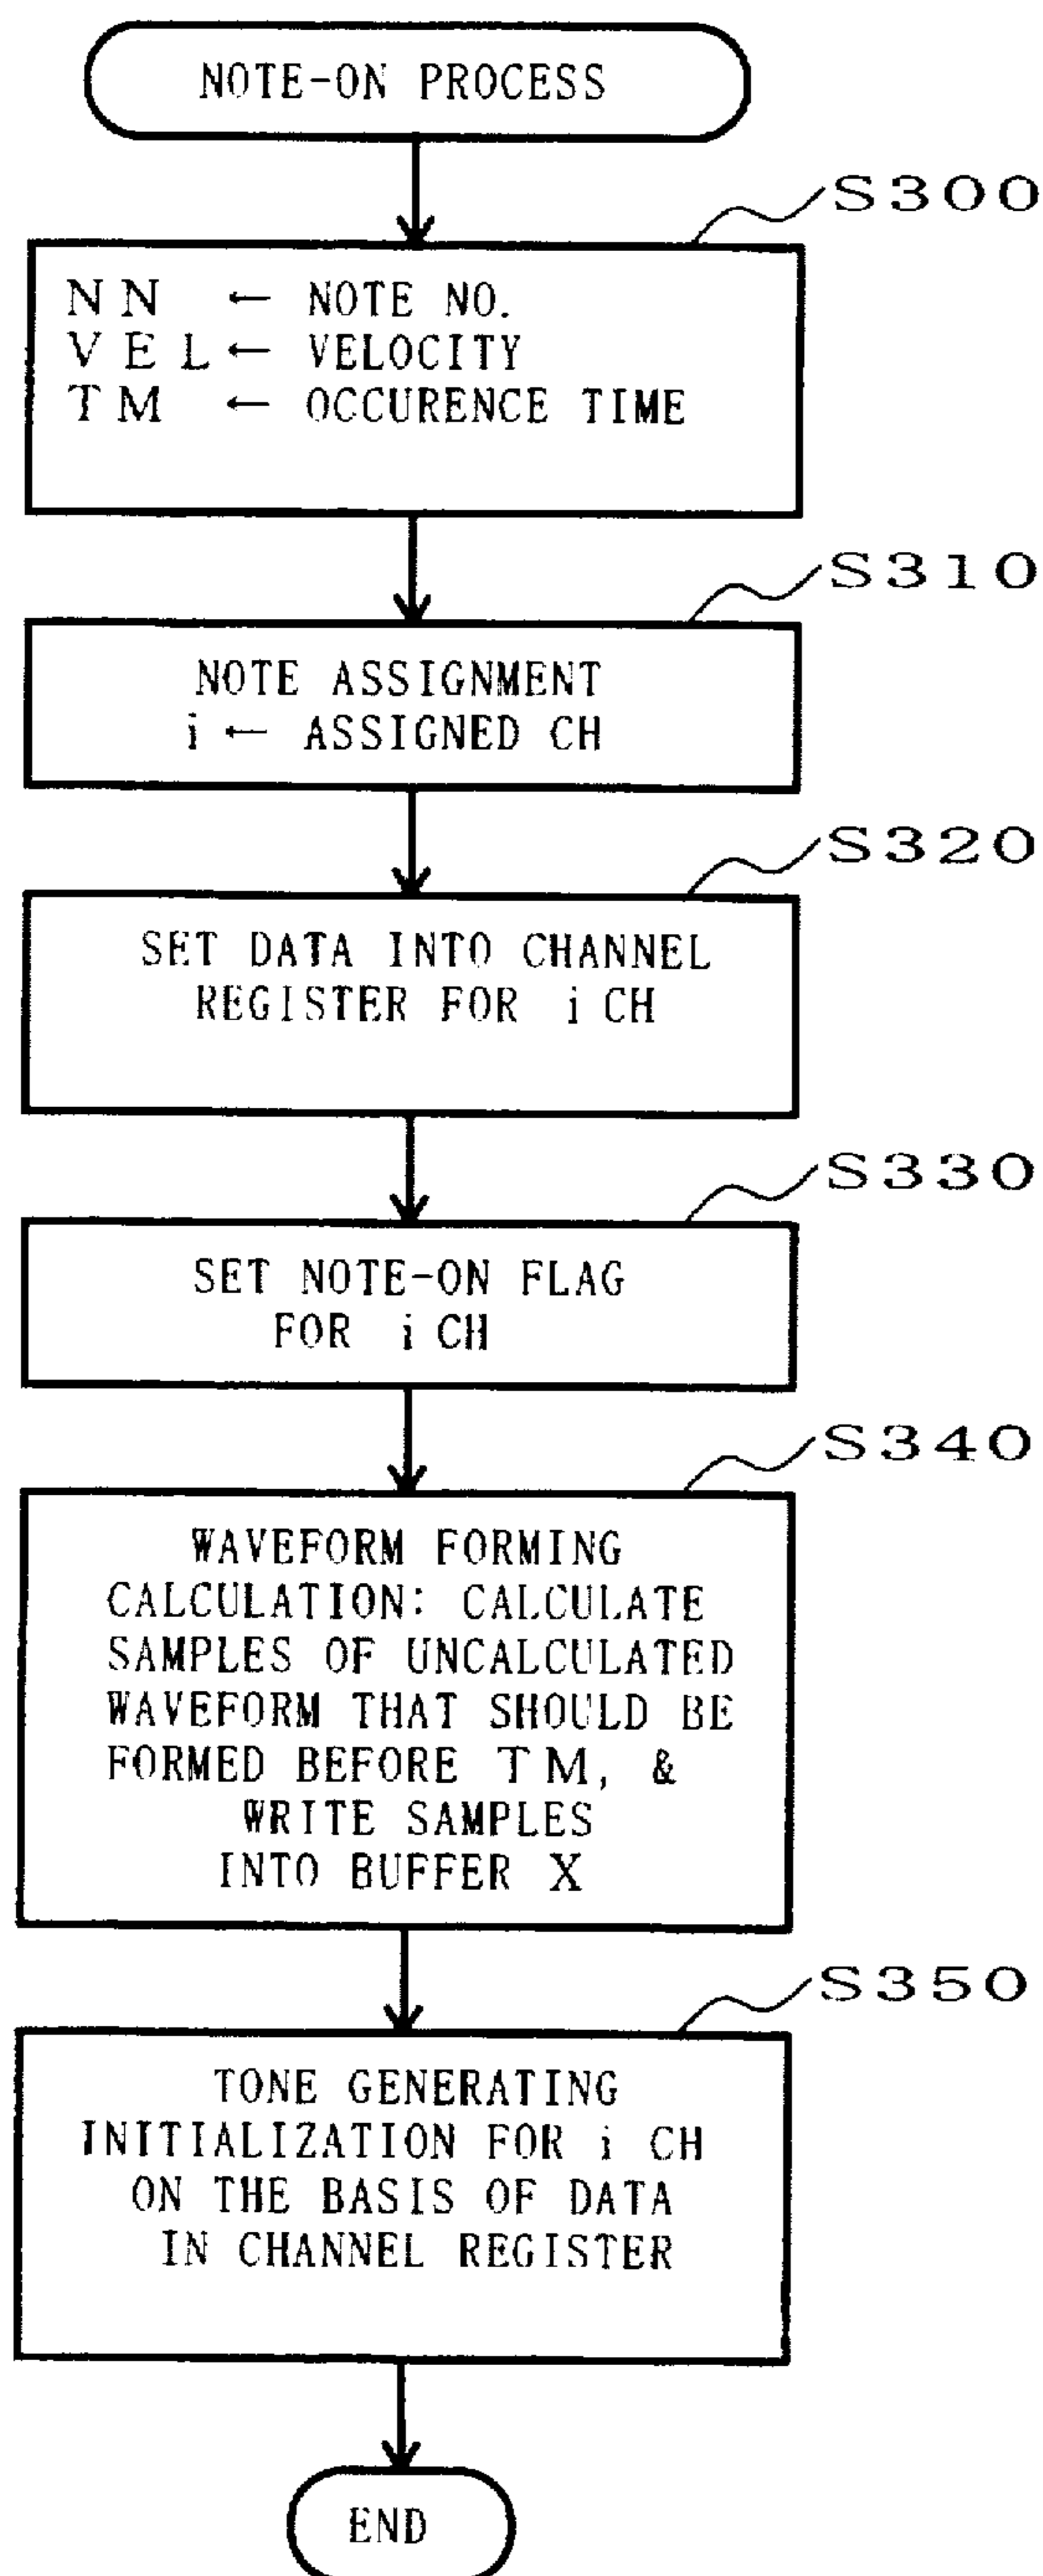 NOTE-ON PROCESS
S300
NN ← NOTE NO.
VEL ← VELOCITY
TM ← OCCURENCE TIME
S310
NOTE ASSIGNMENT
i ← ASSIGNED CH
S320
SET DATA INTO CHANNEL
REGISTER FOR i CH
S330
SET NOTE-ON FLAG
FOR i CH
S340
WAVEFORM FORMING
CALCULATION: CALCULATE
SAMPLES OF UNCALCULATED
WAVEFORM THAT SHOULD BE
FORMED BEFORE TM, &
WRITE SAMPLES
INTO BUFFER X
S350
TONE GENERATING
INITIALIZATION FOR i CH
ON THE BASIS OF DATA
IN CHANNEL REGISTER
END